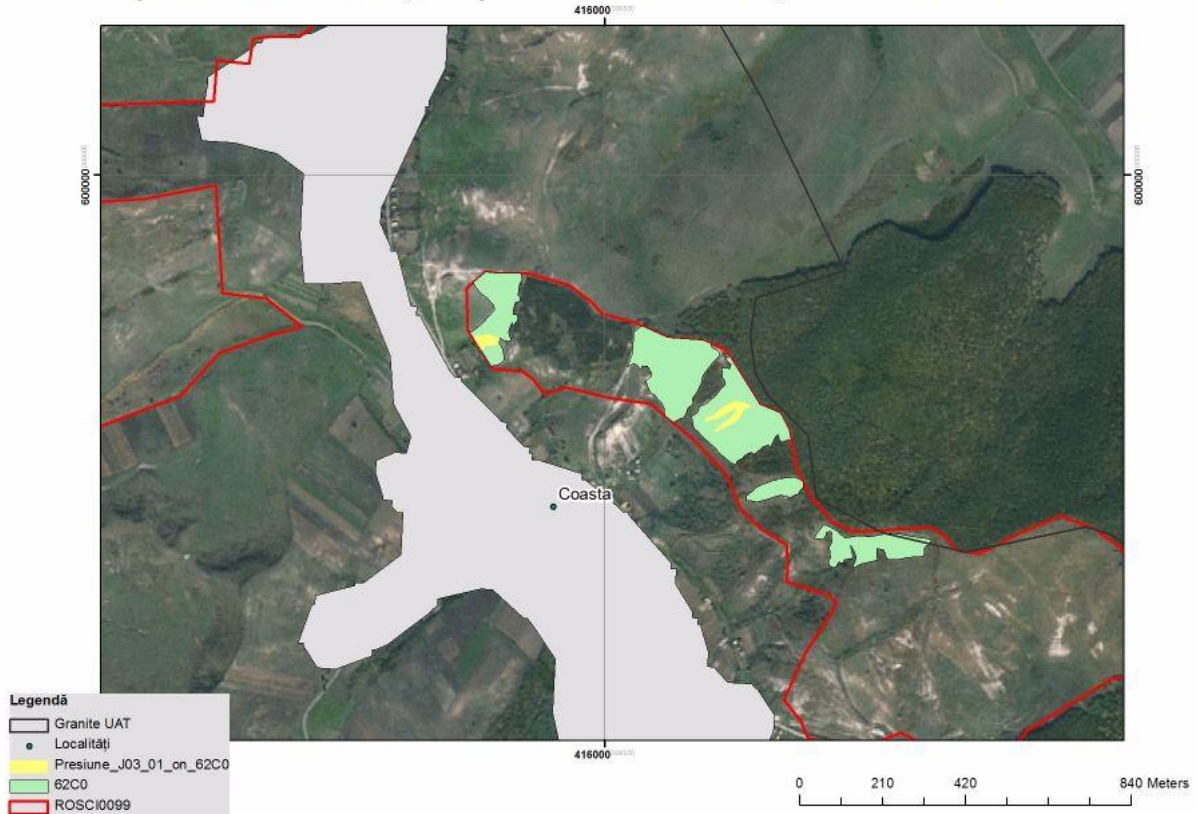 416000
600000
600000
Coasta
416000
Legendă
Granite UAT
Localități
Presiune_J03_01_on_62C0
62C0
ROSCI0099
0 210 420 840 Meters